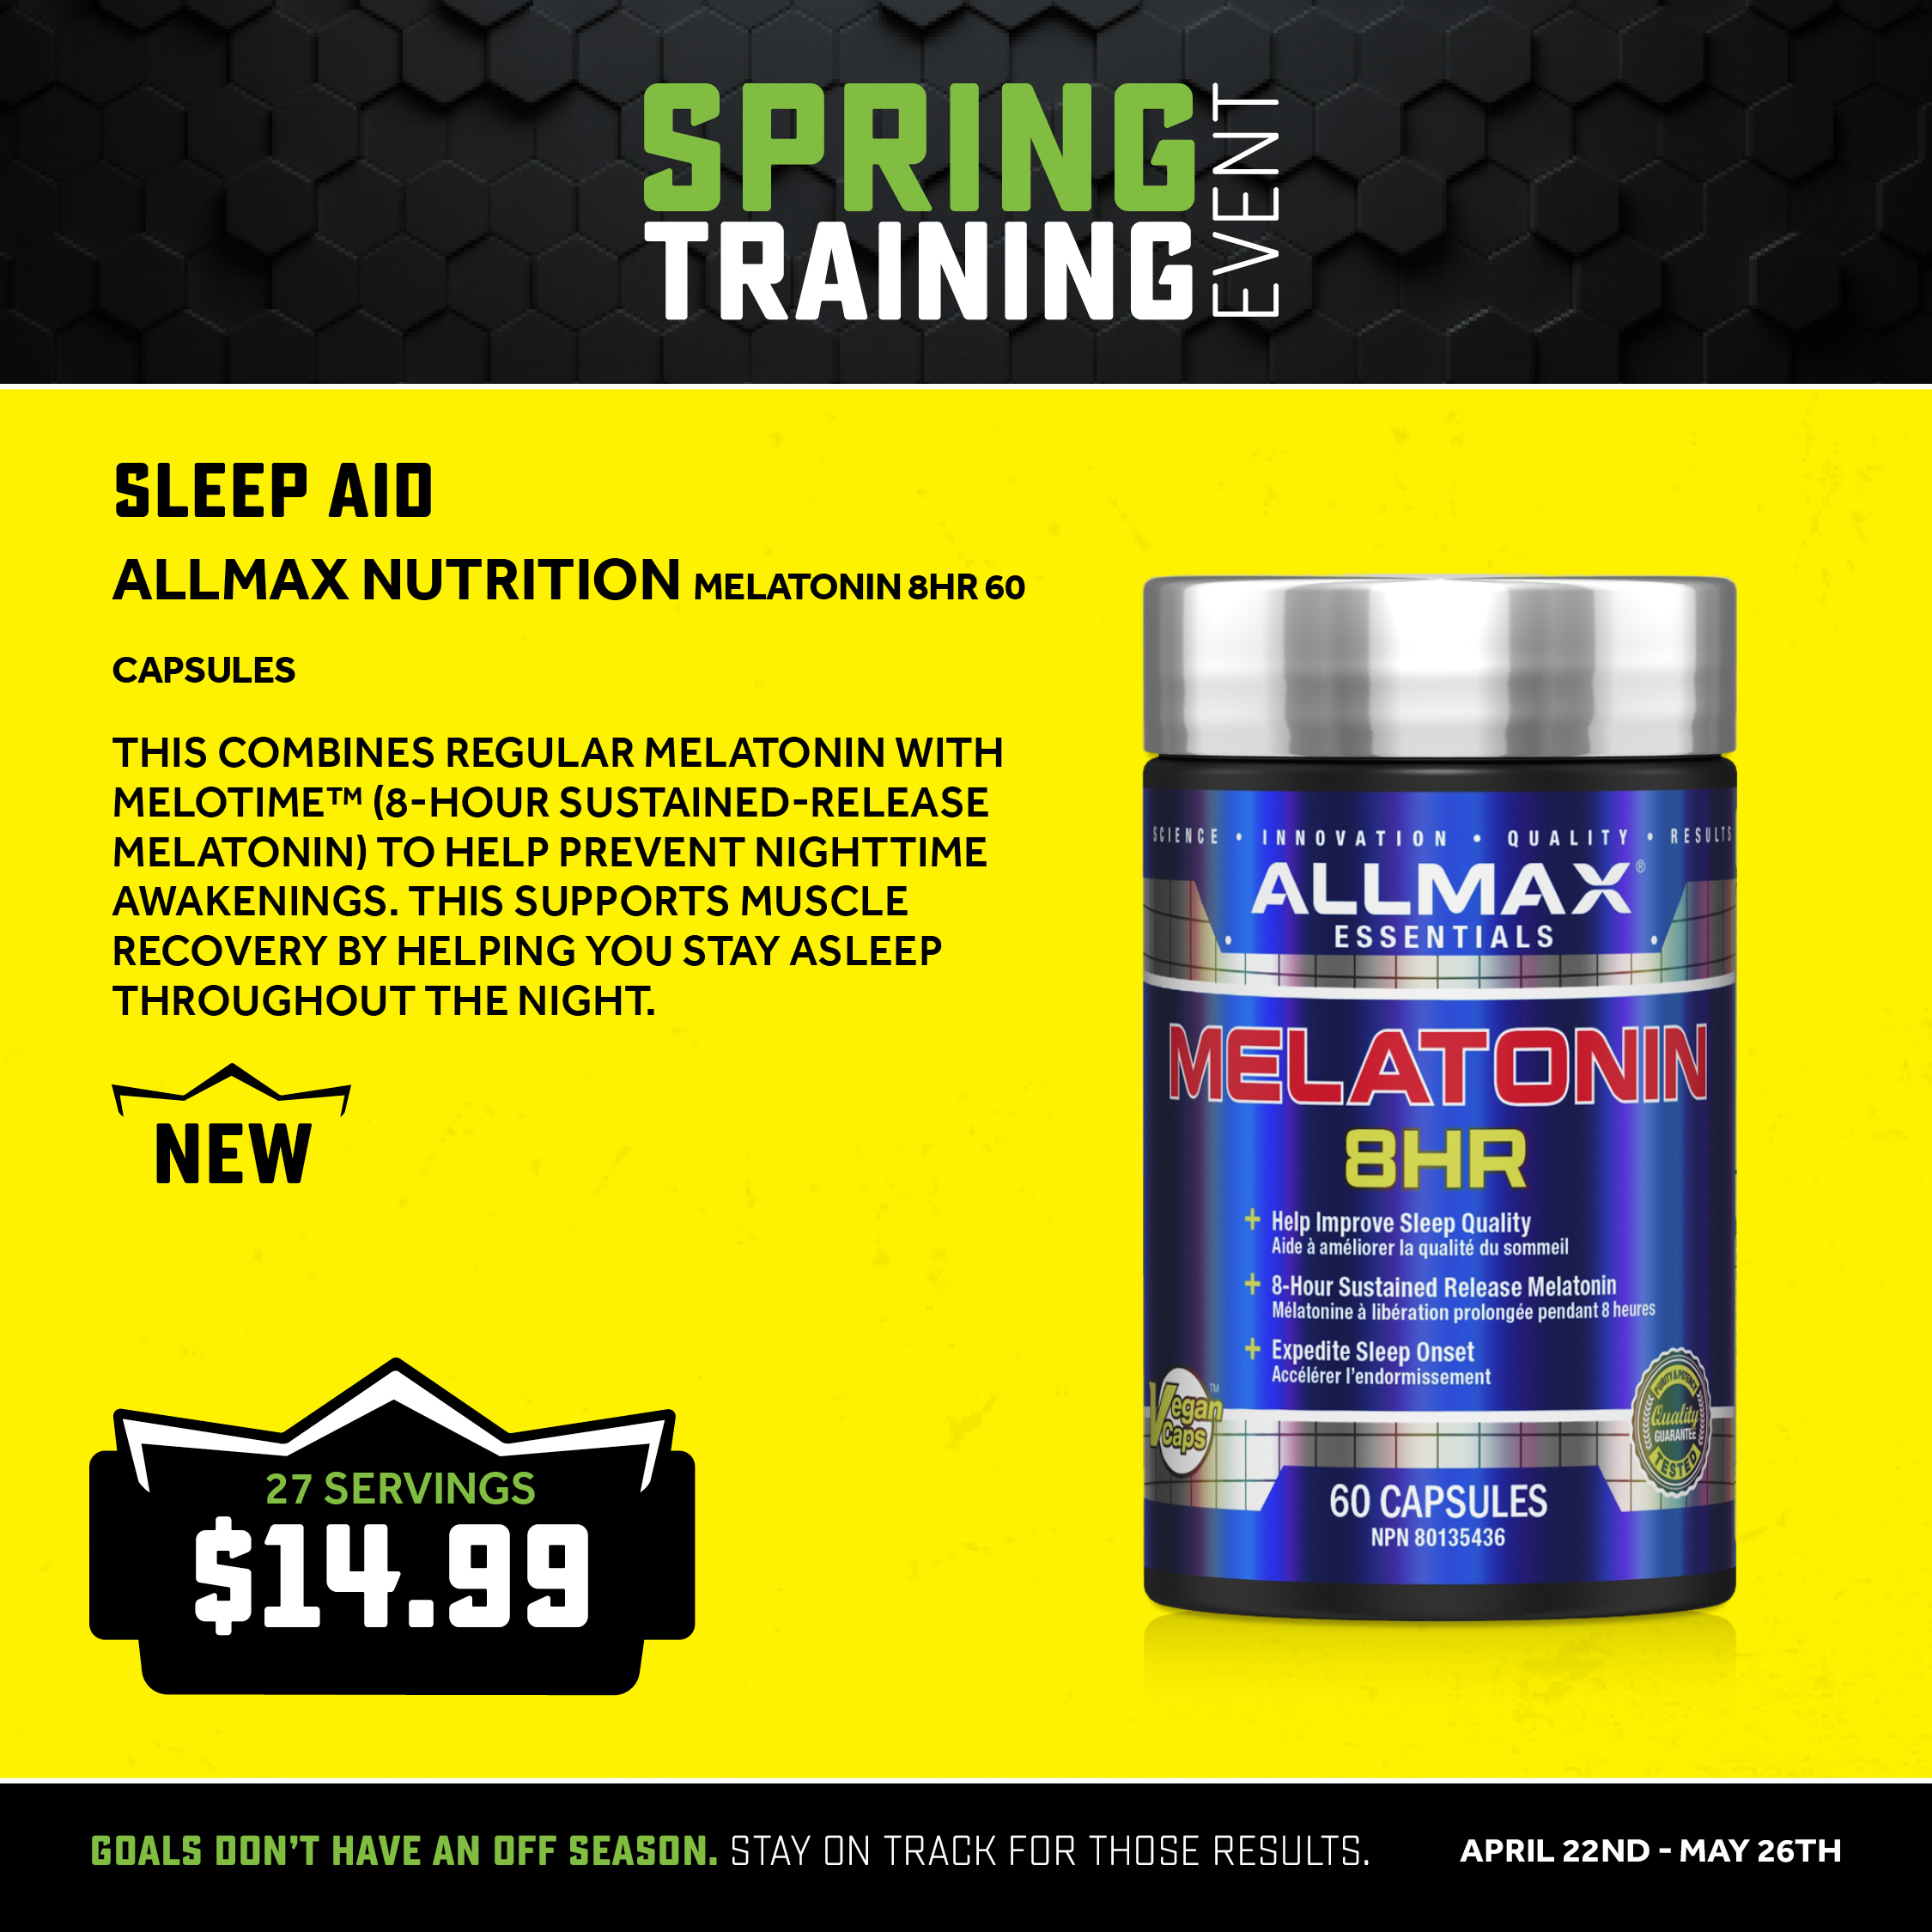 SPRING
TRAINING
EVENT
SLEEP AID
ALLMAX NUTRITION MELATONIN 8HR 60
CAPSULES
THIS COMBINES REGULAR MELATONIN WITH
MELOTIME™ (8-HOUR SUSTAINED-RELEASE
MELATONIN) TO HELP PREVENT NIGHTTIME
AWAKENINGS. THIS SUPPORTS MUSCLE
RECOVERY BY HELPING YOU STAY ASLEEP
THROUGHOUT THE NIGHT.
NEW
27 SERVINGS
$14.99
SCIENCE • INNOVATION • QUALITY • RESULTS
ALLMAX®
ESSENTIALS
MELATONIN
8HR
+ Help Improve Sleep Quality
Aide à améliorer la qualité du sommeil
+ 8-Hour Sustained Release Melatonin
Mélatonine à libération prolongée pendant 8 heures
+ Expedite Sleep Onset
Accélérer l'endormissement
Vegan™
Caps
PURITY & POTENCY
Quality
GUARANTEE
TESTED
60 CAPSULES
NPN 80135436
GOALS DON'T HAVE AN OFF SEASON. STAY ON TRACK FOR THOSE RESULTS.
APRIL 22ND - MAY 26TH